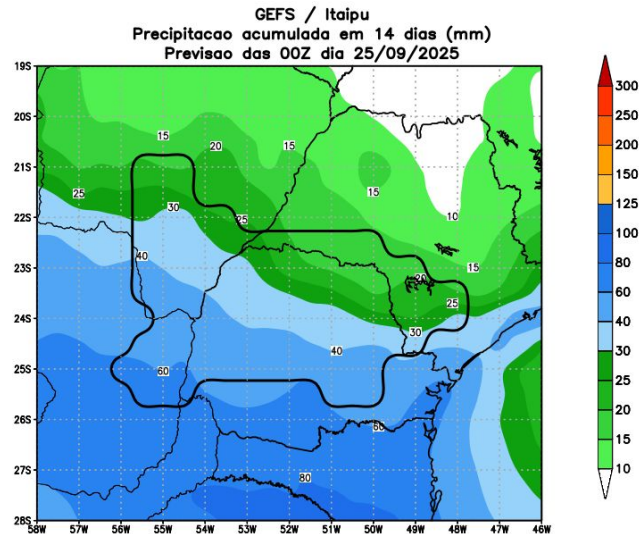 GEFS / Itaipu
Precipitacao acumulada em 14 dias (mm)
Previsao das 00Z dia 25/09/2025
19S
20S
21S
22S
23S
24S
25S
26S
27S
28S
15
20
15
15
25
30
25
10
40
15
20
25
30
40
60
60
80
58W
57W
56W
55W
54W
53W
52W
51W
50W
49W
48W
47W
46W
300
200
150
125
100
80
60
40
30
25
20
15
10